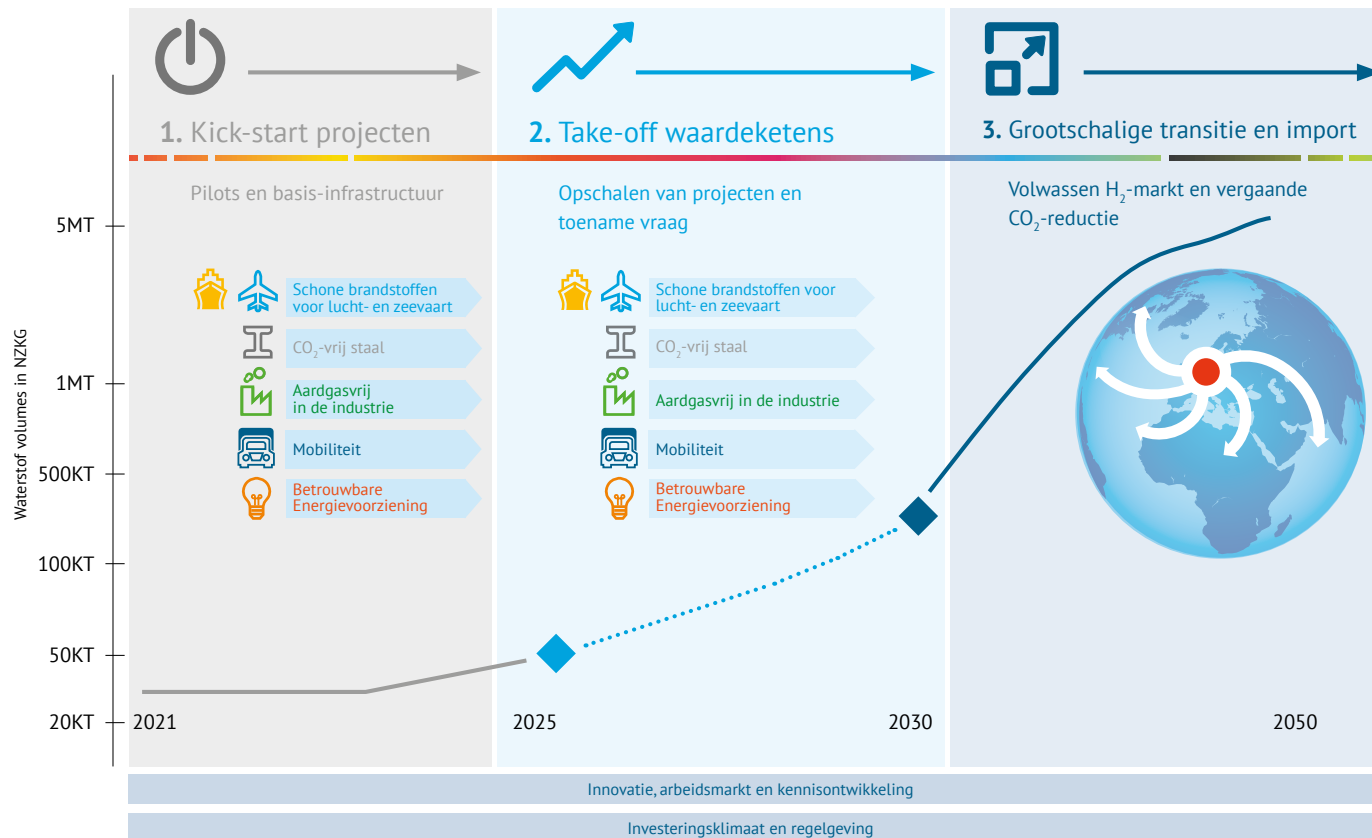 1. Kick-start projecten
2. Take-off waardeketens
3. Grootschalige transitie en import
Pilots en basis-infrastructuur
Opschalen van projecten en
toename vraag
Volwassen H₂-markt en vergaande
CO₂-reductie
Waterstof volumes in NZKG
5MT
1MT
500KT
100KT
50KT
20KT
Schone brandstoffen
voor lucht- en zeevaart
CO₂-vrij staal
Aardgasvrij
in de industrie
Mobiliteit
Betrouwbare
Energievoorziening
Schone brandstoffen voor
lucht- en zeevaart
CO₂-vrij staal
Aardgasvrij in de industrie
Mobiliteit
Betrouwbare
Energievoorziening
2021
2025
2030
2050
Innovatie, arbeidsmarkt en kennisontwikkeling
Investeringsklimaat en regelgeving